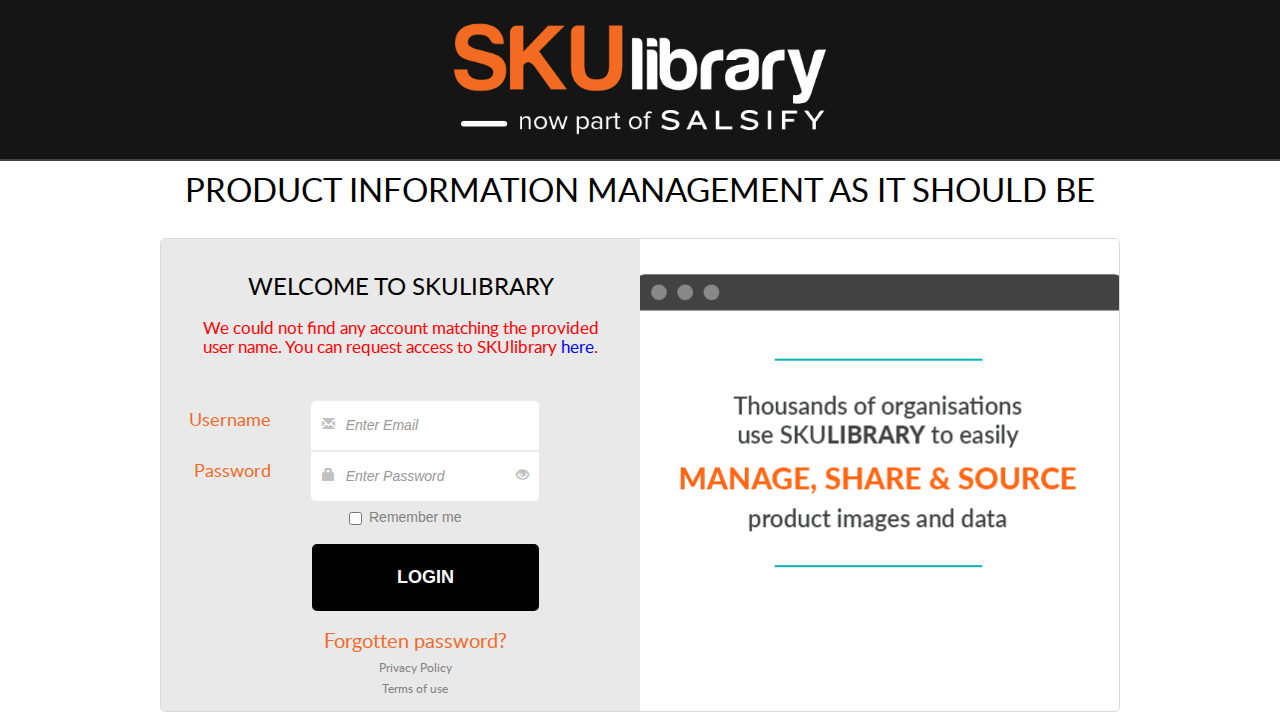 SKUlibrary
now part of SALSIFY
PRODUCT INFORMATION MANAGEMENT AS IT SHOULD BE
WELCOME TO SKULIBRARY
We could not find any account matching the provided
user name. You can request access to SKUlibrary here.
Username
Enter Email
Password
Enter Password
Remember me
LOGIN
Forgotten password?
Privacy Policy
Terms of use
Thousands of organisations
use SKULIBRARY to easily
MANAGE, SHARE & SOURCE
product images and data